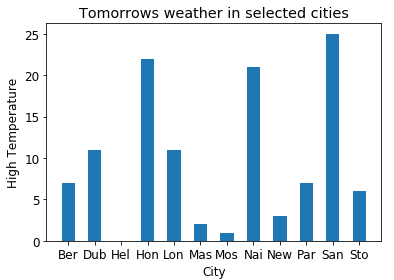 Tomorrows weather in selected cities
High Temperature
25
20
15
10
5
0
Ber Dub Hel Hon Lon Mas Mos Nai New Par San Sto
City